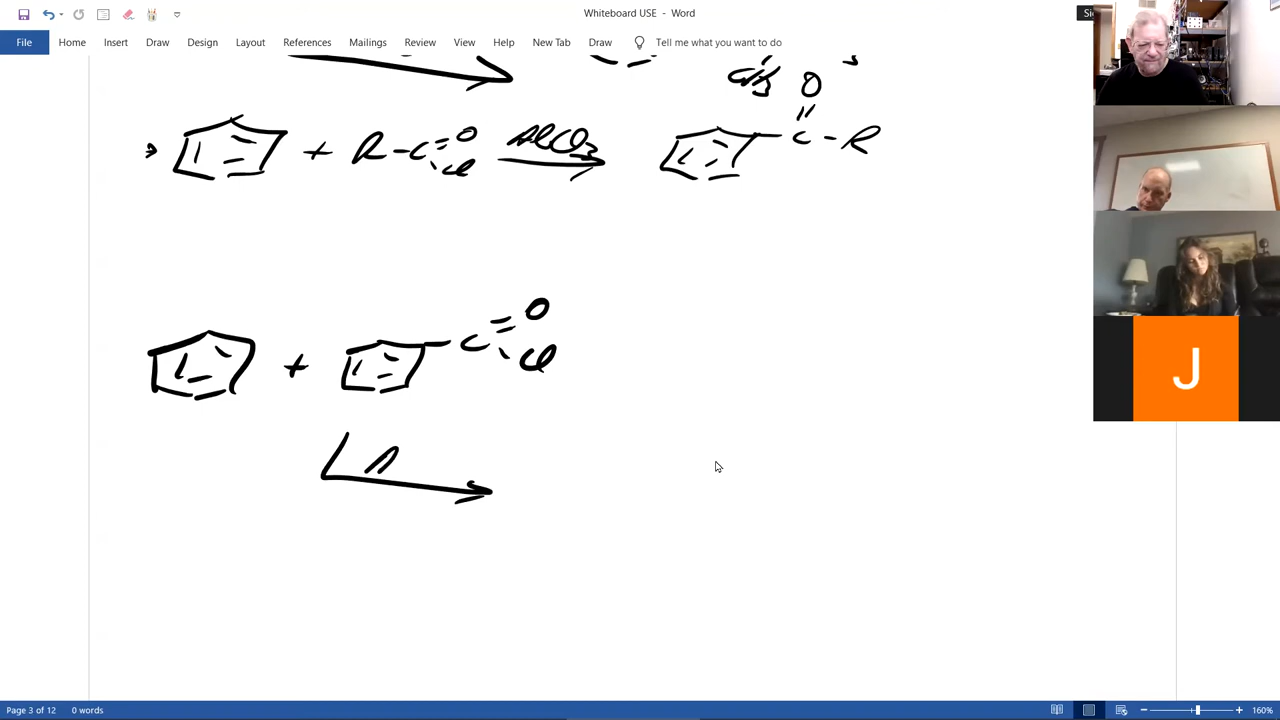 Whiteboard USE - Word
File Home Insert Draw Design Layout References Mailings Review View Help New Tab Draw Tell me what you want to do
CH3 O
+ R-C=O AlCl3 C-R
Cl
+ C=O
Cl
J
Page 3 of 12 0 words 160%